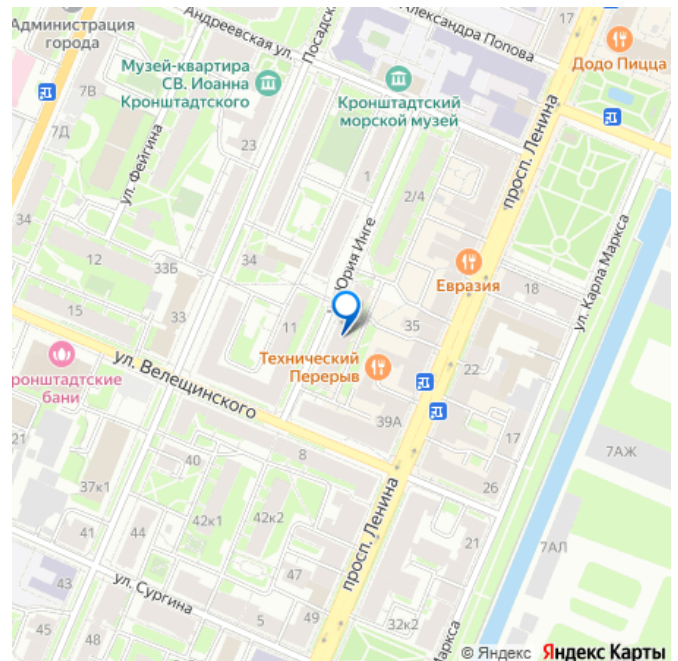 Администрация
города
Андреевская ул.
Посадск
Александра Попова
17
Додо Пицца
Музей-квартира
СВ. Иоанна
Кронштадтского
Кронштадтский
морской музей
7В
7Д
23
ул. Фейгина
1
2/4
просп. Ленина
ул. Карла Маркса
34
12
33Б
34
Юрия Инге
Евразия
18
15
33
11
35
22
ронштадтские
бани
ул. Велещинского
Технический
Перерыв
39А
17
7АЖ
21
40
8
26
37к1
42к1
42к2
просп. Ленина
41
44
21
7АЛ
43
ул. Сургина
47
45
48
5
49
32к2
Маркса
© Яндекс Яндекс Карты